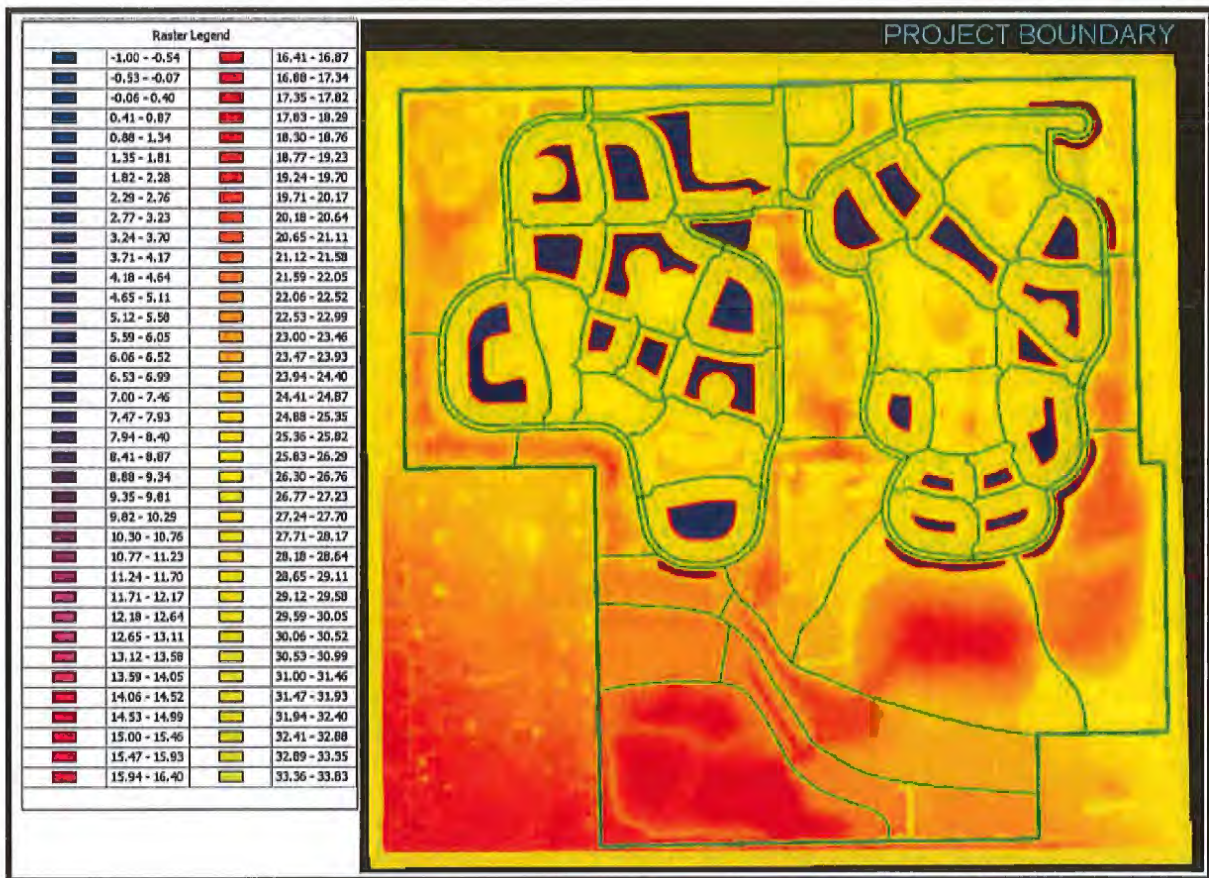 PROJECT BOUNDARY
Raster Legend
-1.00 - -0.54 16.41 - 16.87
-0.53 - -0.07 16.88 - 17.34
-0.06 - 0.40 17.35 - 17.82
0.41 - 0.87 17.83 - 18.29
0.88 - 1.34 18.30 - 18.76
1.35 - 1.81 18.77 - 19.23
1.82 - 2.28 19.24 - 19.70
2.29 - 2.76 19.71 - 20.17
2.77 - 3.23 20.18 - 20.64
3.24 - 3.70 20.65 - 21.11
3.71 - 4.17 21.12 - 21.58
4.18 - 4.64 21.59 - 22.05
4.65 - 5.11 22.06 - 22.52
5.12 - 5.58 22.53 - 22.99
5.59 - 6.05 23.00 - 23.46
6.06 - 6.52 23.47 - 23.93
6.53 - 6.99 23.94 - 24.40
7.00 - 7.46 24.41 - 24.87
7.47 - 7.93 24.88 - 25.35
7.94 - 8.40 25.36 - 25.82
8.41 - 8.87 25.83 - 26.29
8.88 - 9.34 26.30 - 26.76
9.35 - 9.81 26.77 - 27.23
9.82 - 10.29 27.24 - 27.70
10.30 - 10.76 27.71 - 28.17
10.77 - 11.23 28.18 - 28.64
11.24 - 11.70 28.65 - 29.11
11.71 - 12.17 29.12 - 29.58
12.18 - 12.64 29.59 - 30.05
12.65 - 13.11 30.06 - 30.52
13.12 - 13.58 30.53 - 30.99
13.59 - 14.05 31.00 - 31.46
14.06 - 14.52 31.47 - 31.93
14.53 - 14.99 31.94 - 32.40
15.00 - 15.46 32.41 - 32.88
15.47 - 15.93 32.89 - 33.35
15.94 - 16.40 33.36 - 33.83